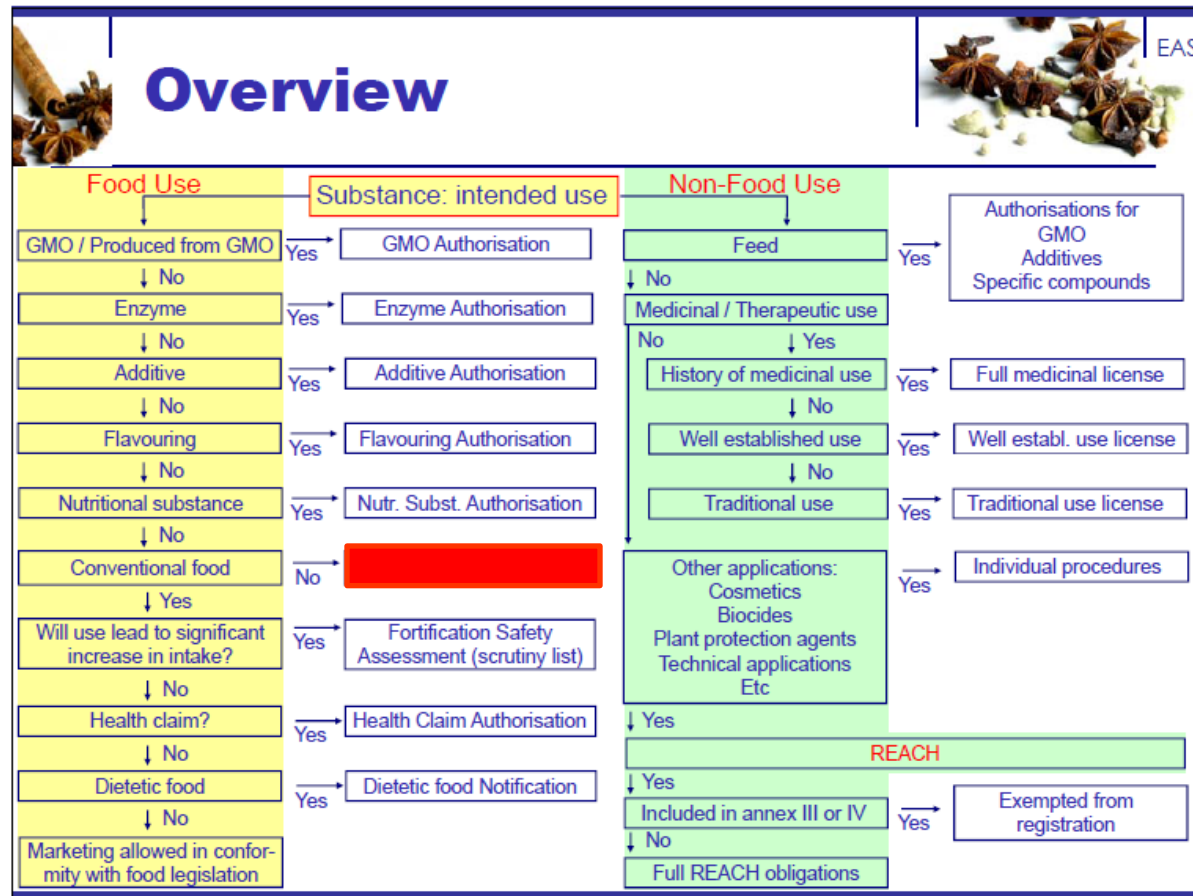 EAS
Overview
Food Use
Substance: intended use
Non-Food Use
GMO / Produced from GMO
Yes
GMO Authorisation
No
Enzyme
Yes
Enzyme Authorisation
No
Additive
Yes
Additive Authorisation
No
Flavouring
Yes
Flavouring Authorisation
No
Nutritional substance
Yes
Nutr. Subst. Authorisation
No
Conventional food
No
Yes
Will use lead to significant
increase in intake?
Yes
Fortification Safety
Assessment (scrutiny list)
No
Health claim?
Yes
Health Claim Authorisation
No
Dietetic food
Yes
Dietetic food Notification
No
Marketing allowed in confor-
mity with food legislation
Feed
Yes
Authorisations for
GMO
Additives
Specific compounds
No
Medicinal / Therapeutic use
No
Yes
History of medicinal use
Yes
Full medicinal license
No
Well established use
Yes
Well establ. use license
No
Traditional use
Yes
Traditional use license
Other applications:
Cosmetics
Biocides
Plant protection agents
Technical applications
Etc
Yes
Individual procedures
Yes
REACH
Yes
Included in annex III or IV
Yes
Exempted from
registration
No
Full REACH obligations